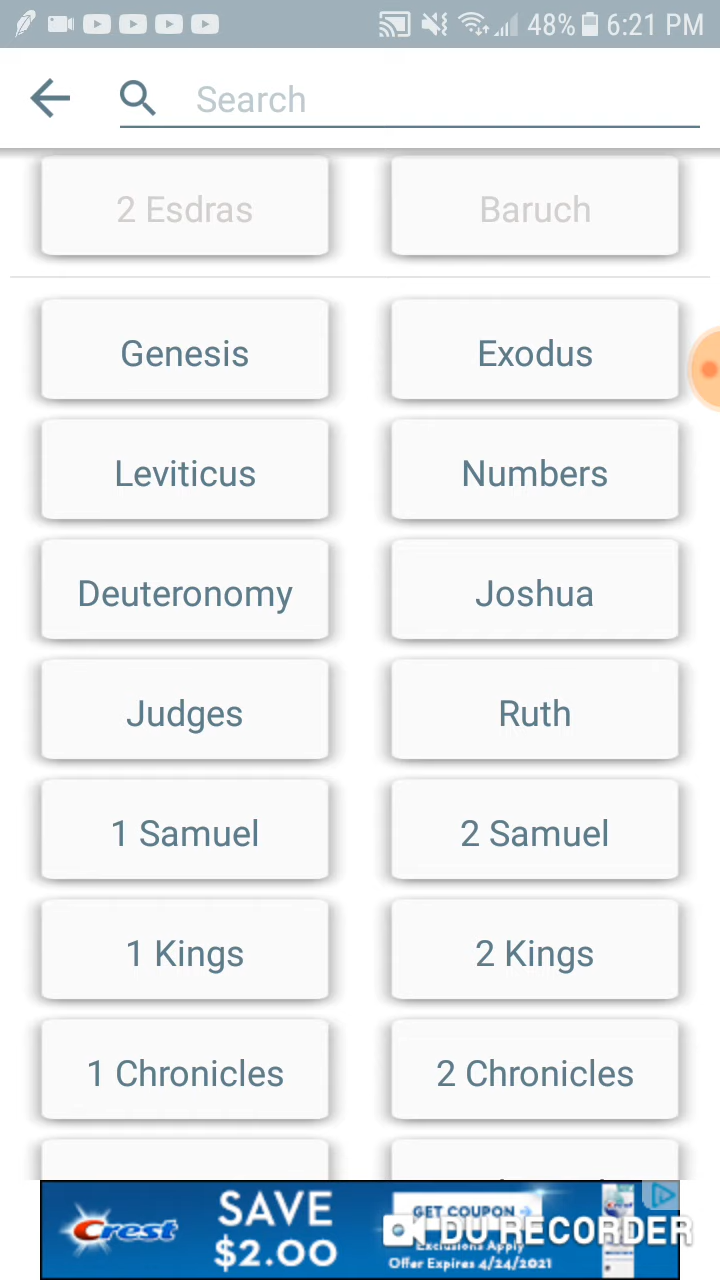 48% 6:21 PM
Search
2 Esdras Baruch
Genesis Exodus
Leviticus Numbers
Deuteronomy Joshua
Judges Ruth
1 Samuel 2 Samuel
1 Kings 2 Kings
1 Chronicles 2 Chronicles
Crest SAVE $2.00
GET COUPON
DU RECORDER
Exclusions Apply
Offer Expires 4/24/2021